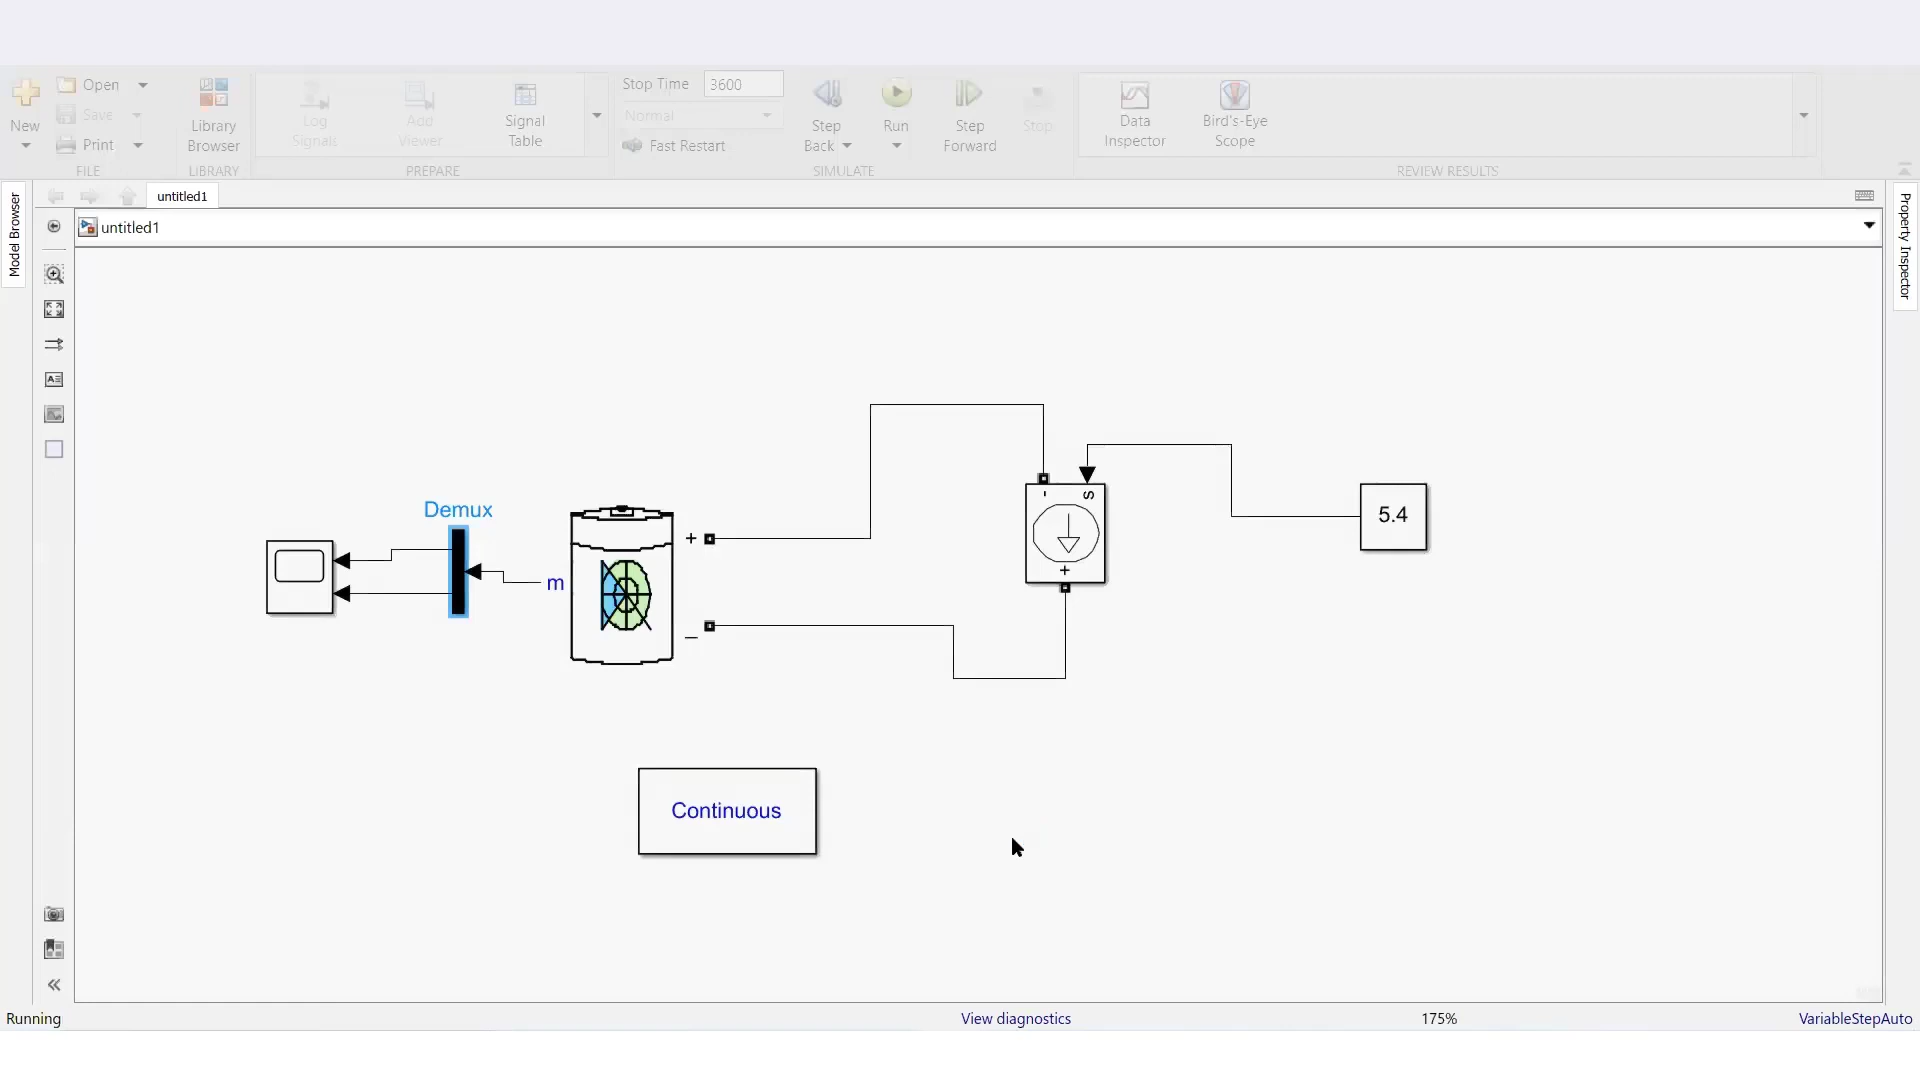 New
Open
Save
Print
FILE
Library
Browser
LIBRARY
Log
Signals
Add
Viewer
Signal
Table
PREPARE
Stop Time 3600
Normal
Fast Restart
Step
Back
Run
Step
Forward
Stop
SIMULATE
Data
Inspector
Bird's-Eye
Scope
REVIEW RESULTS
Model Browser
untitled1
untitled1
Property Inspector
Demux
m
+
_
- s
+
5.4
Continuous
Running
View diagnostics
175%
VariableStepAuto